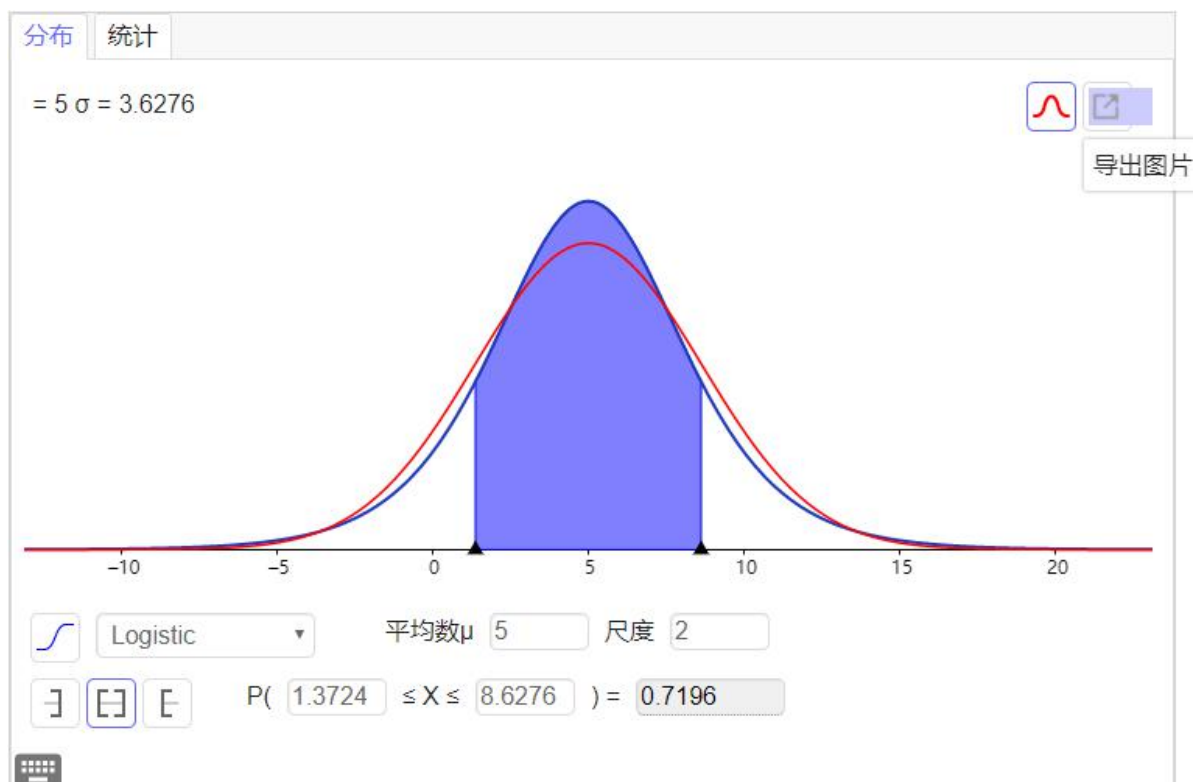 分布 统计
= 5 σ = 3.6276
导出图片
−10 −5 0 5 10 15 20
Logistic 平均数μ 5 尺度 2
P( 1.3724 ≤ X ≤ 8.6276 ) = 0.7196